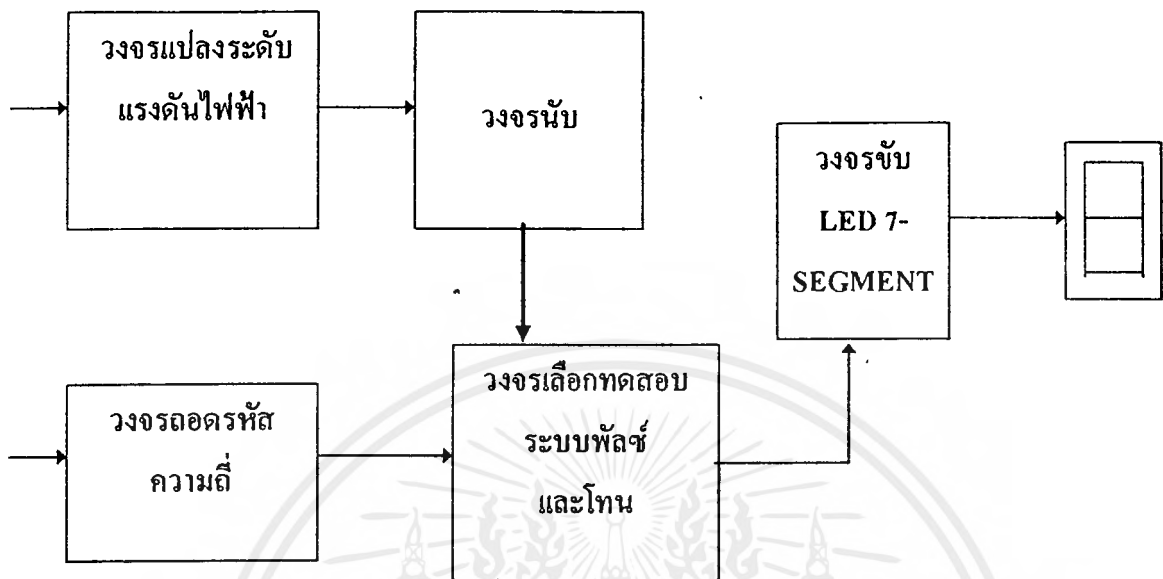 วงจรแปลงระดับ
แรงดันไฟฟ้า
วงจรนับ
วงจรขับ
LED 7-
SEGMENT
วงจรถอดรหัส
ความถี่
วงจรเลือกทดสอบ
ระบบพัลซ์
และโทน